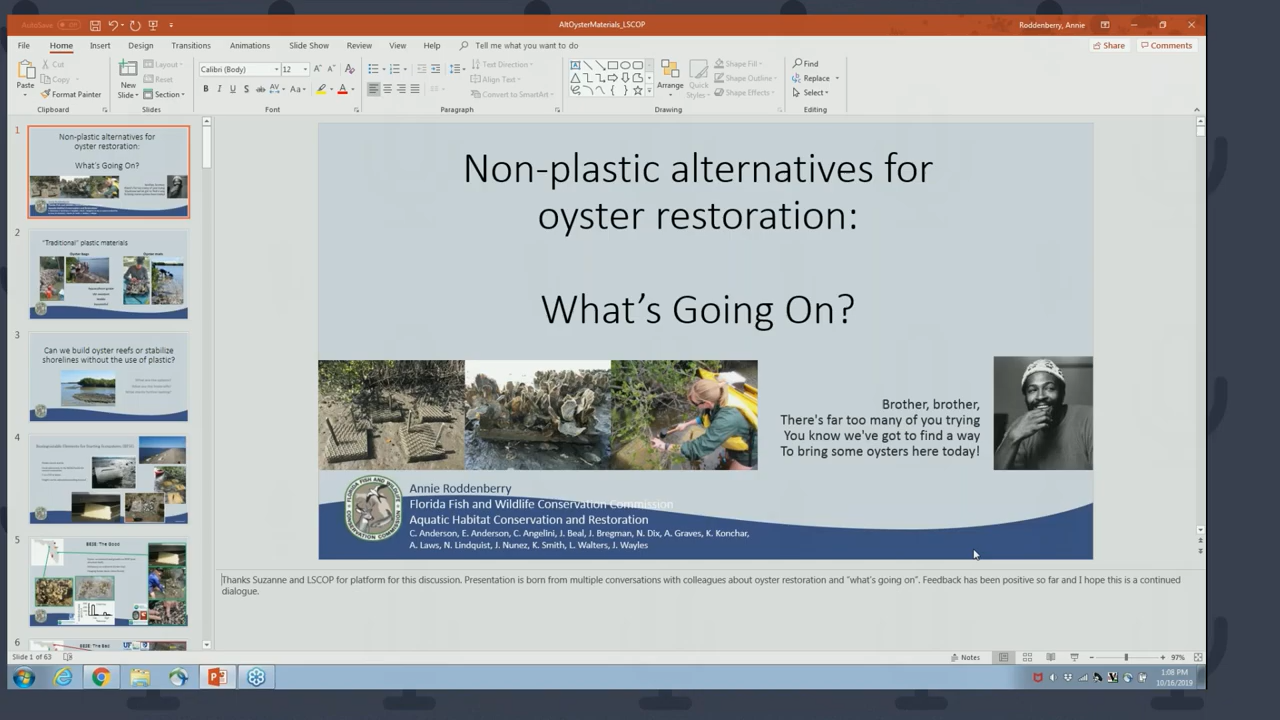 AutoSave
Off
AltOysterMaterials_LSCOP
Roddenberry, Annie
File
Home
Insert
Design
Transitions
Animations
Slide Show
Review
View
Help
Tell me what you want to do
Share
Comments
Paste
Cut
Copy
Format Painter
Clipboard
New
Slide
Layout
Reset
Section
Slides
Calibri (Body)
12
Font
Text Direction
Align Text
Convert to SmartArt
Paragraph
Arrange
Quick
Styles
Shape Fill
Shape Outline
Shape Effects
Drawing
Find
Replace
Select
Editing
1
Non-plastic alternatives for
oyster restoration:
What's Going On?
2
"Traditional" plastic materials
3
Can we build oyster reefs or stabilize
shorelines without the use of plastic?
4
5
6
Non-plastic alternatives for
oyster restoration:
What's Going On?
Brother, brother,
There's far too many of you trying
You know we've got to find a way
To bring some oysters here today!
Annie Roddenberry
Florida Fish and Wildlife Conservation Commission
Aquatic Habitat Conservation and Restoration
C. Anderson, E. Anderson, C. Angelini, J. Beal, J. Bregman, N. Dix, A. Graves, K. Konchar,
A. Laws, N. Lindquist, J. Nunez, K. Smith, L. Walters, J. Wayles
Thanks Suzanne and LSCOP for platform for this discussion. Presentation is born from multiple conversations with colleagues about oyster restoration and "what's going on". Feedback has been positive so far and I hope this is a continued
dialogue.
Slide 1 of 63
Notes
97%
1:08 PM
10/16/2019